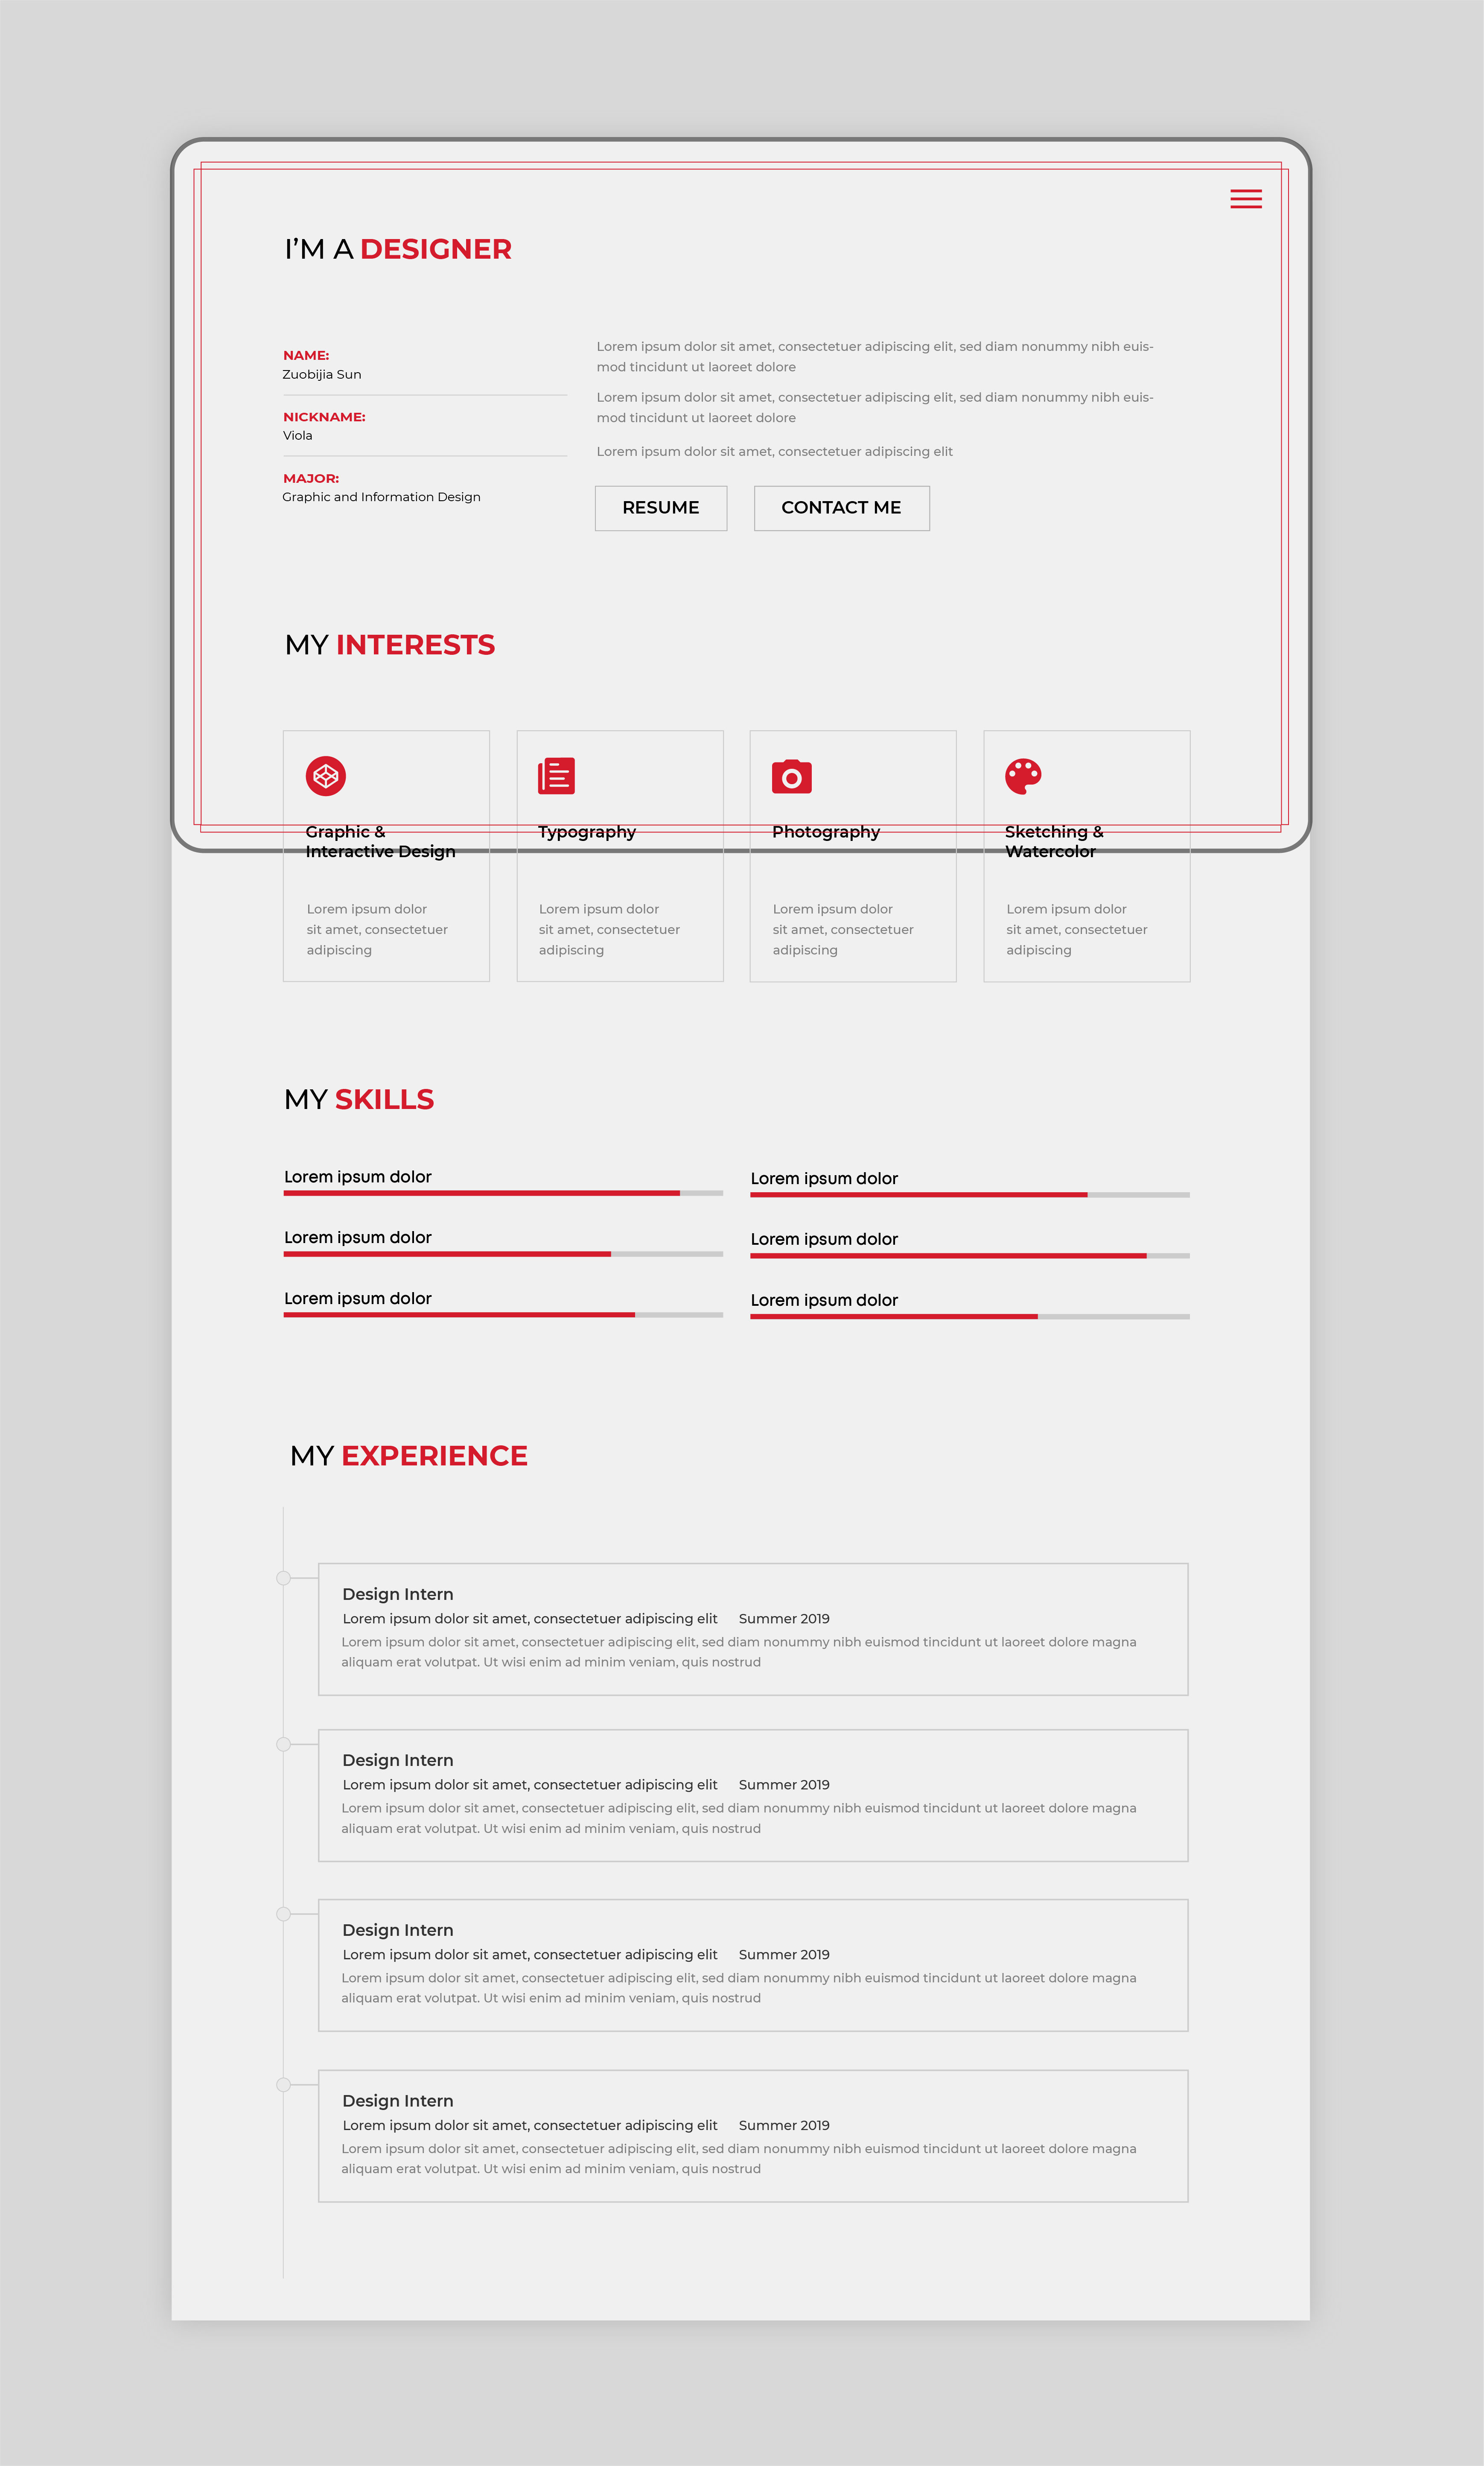 I'M A DESIGNER
NAME:
Zuobijia Sun
NICKNAME:
Viola
MAJOR:
Graphic and Information Design
Lorem ipsum dolor sit amet, consectetuer adipiscing elit, sed diam nonummy nibh euis-
mod tincidunt ut laoreet dolore
Lorem ipsum dolor sit amet, consectetuer adipiscing elit, sed diam nonummy nibh euis-
mod tincidunt ut laoreet dolore
Lorem ipsum dolor sit amet, consectetuer adipiscing elit
RESUME
CONTACT ME
MY INTERESTS
Graphic &
Interactive Design
Lorem ipsum dolor
sit amet, consectetuer
adipiscing
Typography
Lorem ipsum dolor
sit amet, consectetuer
adipiscing
Photography
Lorem ipsum dolor
sit amet, consectetuer
adipiscing
Sketching &
Watercolor
Lorem ipsum dolor
sit amet, consectetuer
adipiscing
MY SKILLS
Lorem ipsum dolor
Lorem ipsum dolor
Lorem ipsum dolor
Lorem ipsum dolor
Lorem ipsum dolor
Lorem ipsum dolor
MY EXPERIENCE
Design Intern
Lorem ipsum dolor sit amet, consectetuer adipiscing elit Summer 2019
Lorem ipsum dolor sit amet, consectetuer adipiscing elit, sed diam nonummy nibh euismod tincidunt ut laoreet dolore magna
aliquam erat volutpat. Ut wisi enim ad minim veniam, quis nostrud
Design Intern
Lorem ipsum dolor sit amet, consectetuer adipiscing elit Summer 2019
Lorem ipsum dolor sit amet, consectetuer adipiscing elit, sed diam nonummy nibh euismod tincidunt ut laoreet dolore magna
aliquam erat volutpat. Ut wisi enim ad minim veniam, quis nostrud
Design Intern
Lorem ipsum dolor sit amet, consectetuer adipiscing elit Summer 2019
Lorem ipsum dolor sit amet, consectetuer adipiscing elit, sed diam nonummy nibh euismod tincidunt ut laoreet dolore magna
aliquam erat volutpat. Ut wisi enim ad minim veniam, quis nostrud
Design Intern
Lorem ipsum dolor sit amet, consectetuer adipiscing elit Summer 2019
Lorem ipsum dolor sit amet, consectetuer adipiscing elit, sed diam nonummy nibh euismod tincidunt ut laoreet dolore magna
aliquam erat volutpat. Ut wisi enim ad minim veniam, quis nostrud